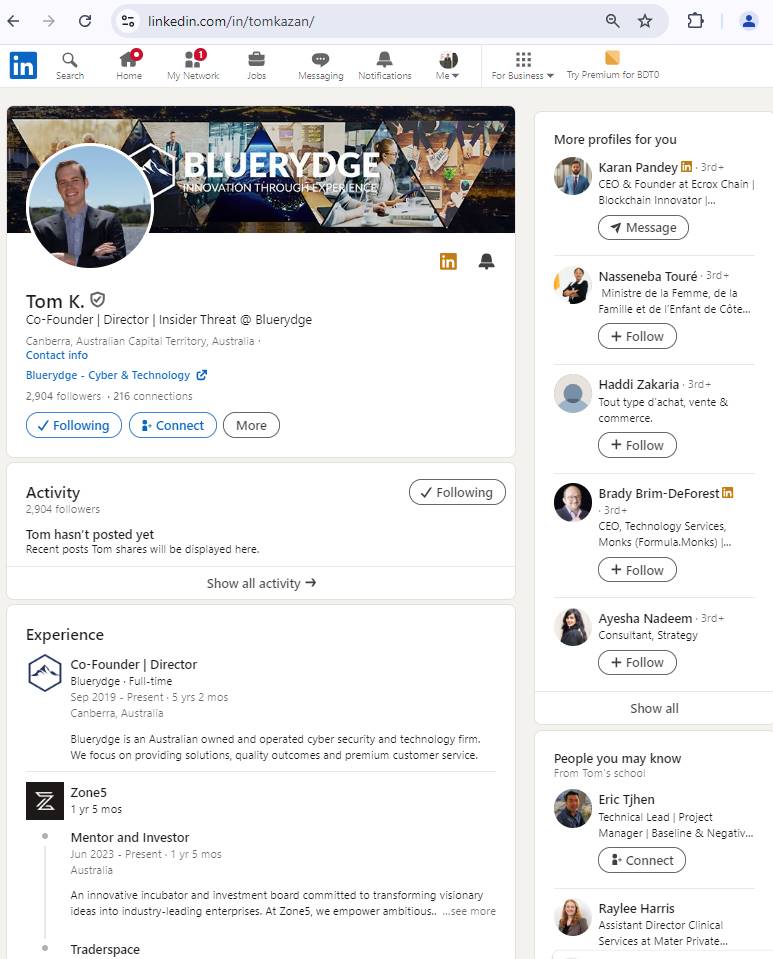 linkedin.com/in/tomkazan/
in
Search
Home
1
My Network
Jobs
Messaging
Notifications
Me
For Business
Try Premium for BDT0
BLUERYDGE
INNOVATION THROUGH EXPERIENCE
in
Tom K.
Co-Founder | Director | Insider Threat @ Bluerydge
Canberra, Australian Capital Territory, Australia ·
Contact info
Bluerydge - Cyber & Technology
2,904 followers · 216 connections
Following
Connect
More
Activity
2,904 followers
Following
Tom hasn't posted yet
Recent posts Tom shares will be displayed here.
Show all activity →
Experience
Co-Founder | Director
Bluerydge · Full-time
Sep 2019 - Present · 5 yrs 2 mos
Canberra, Australia
Bluerydge is an Australian owned and operated cyber security and technology firm.
We focus on providing solutions, quality outcomes and premium customer service.
Zone5
1 yr 5 mos
Mentor and Investor
Jun 2023 - Present · 1 yr 5 mos
Australia
An innovative incubator and investment board committed to transforming visionary
ideas into industry-leading enterprises. At Zone5, we empower ambitious.. ...see more
Traderspace
More profiles for you
Karan Pandey in · 3rd+
CEO & Founder at Ecrox Chain |
Blockchain Innovator |...
Message
Nasseneba Touré · 3rd+
Ministre de la Femme, de la
Famille et de l'Enfant de Côte...
+ Follow
Haddi Zakaria · 3rd+
Tout type d'achat, vente &
commerce.
+ Follow
Brady Brim-DeForest in
· 3rd+
CEO, Technology Services,
Monks (Formula.Monks) |...
+ Follow
Ayesha Nadeem · 3rd+
Consultant, Strategy
+ Follow
Show all
People you may know
From Tom's school
Eric Tjhen
Technical Lead | Project
Manager | Baseline & Negativ...
Connect
Raylee Harris
Assistant Director Clinical
Services at Mater Private...